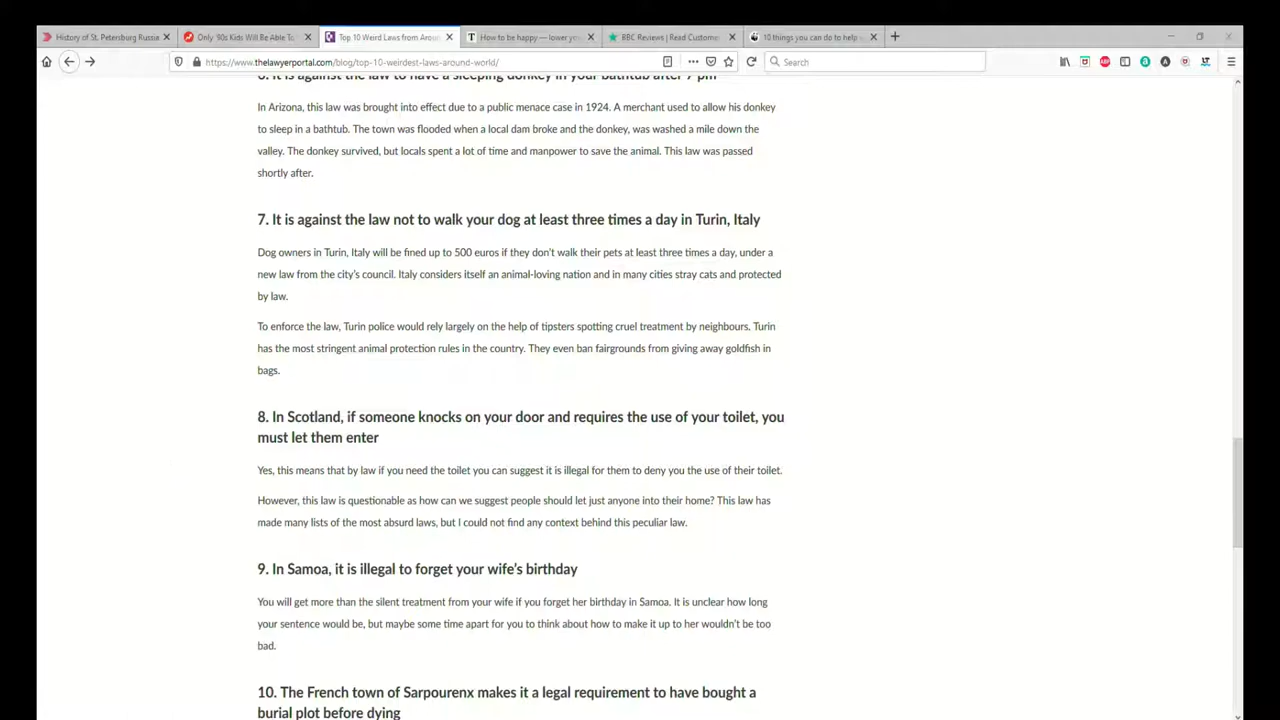 History of St. Petersburg Russia
Only '90s Kids Will Be Able To
Top 10 Weird Laws from Arou
How to be happy — lower you
BBC Reviews | Read Custome
10 things you can do to help
https://www.thelawyerportal.com/blog/top-10-weirdest-laws-around-world/
Search
6. It is against the law to have a sleeping donkey in your bathtub after 7 pm
In Arizona, this law was brought into effect due to a public menace case in 1924. A merchant used to allow his donkey
to sleep in a bathtub. The town was flooded when a local dam broke and the donkey, was washed a mile down the
valley. The donkey survived, but locals spent a lot of time and manpower to save the animal. This law was passed
shortly after.
7. It is against the law not to walk your dog at least three times a day in Turin, Italy
Dog owners in Turin, Italy will be fined up to 500 euros if they don't walk their pets at least three times a day, under a
new law from the city's council. Italy considers itself an animal-loving nation and in many cities stray cats and protected
by law.
To enforce the law, Turin police would rely largely on the help of tipsters spotting cruel treatment by neighbours. Turin
has the most stringent animal protection rules in the country. They even ban fairgrounds from giving away goldfish in
bags.
8. In Scotland, if someone knocks on your door and requires the use of your toilet, you
must let them enter
Yes, this means that by law if you need the toilet you can suggest it is illegal for them to deny you the use of their toilet.
However, this law is questionable as how can we suggest people should let just anyone into their home? This law has
made many lists of the most absurd laws, but I could not find any context behind this peculiar law.
9. In Samoa, it is illegal to forget your wife's birthday
You will get more than the silent treatment from your wife if you forget her birthday in Samoa. It is unclear how long
your sentence would be, but maybe some time apart for you to think about how to make it up to her wouldn't be too
bad.
10. The French town of Sarpourenx makes it a legal requirement to have bought a
burial plot before dying